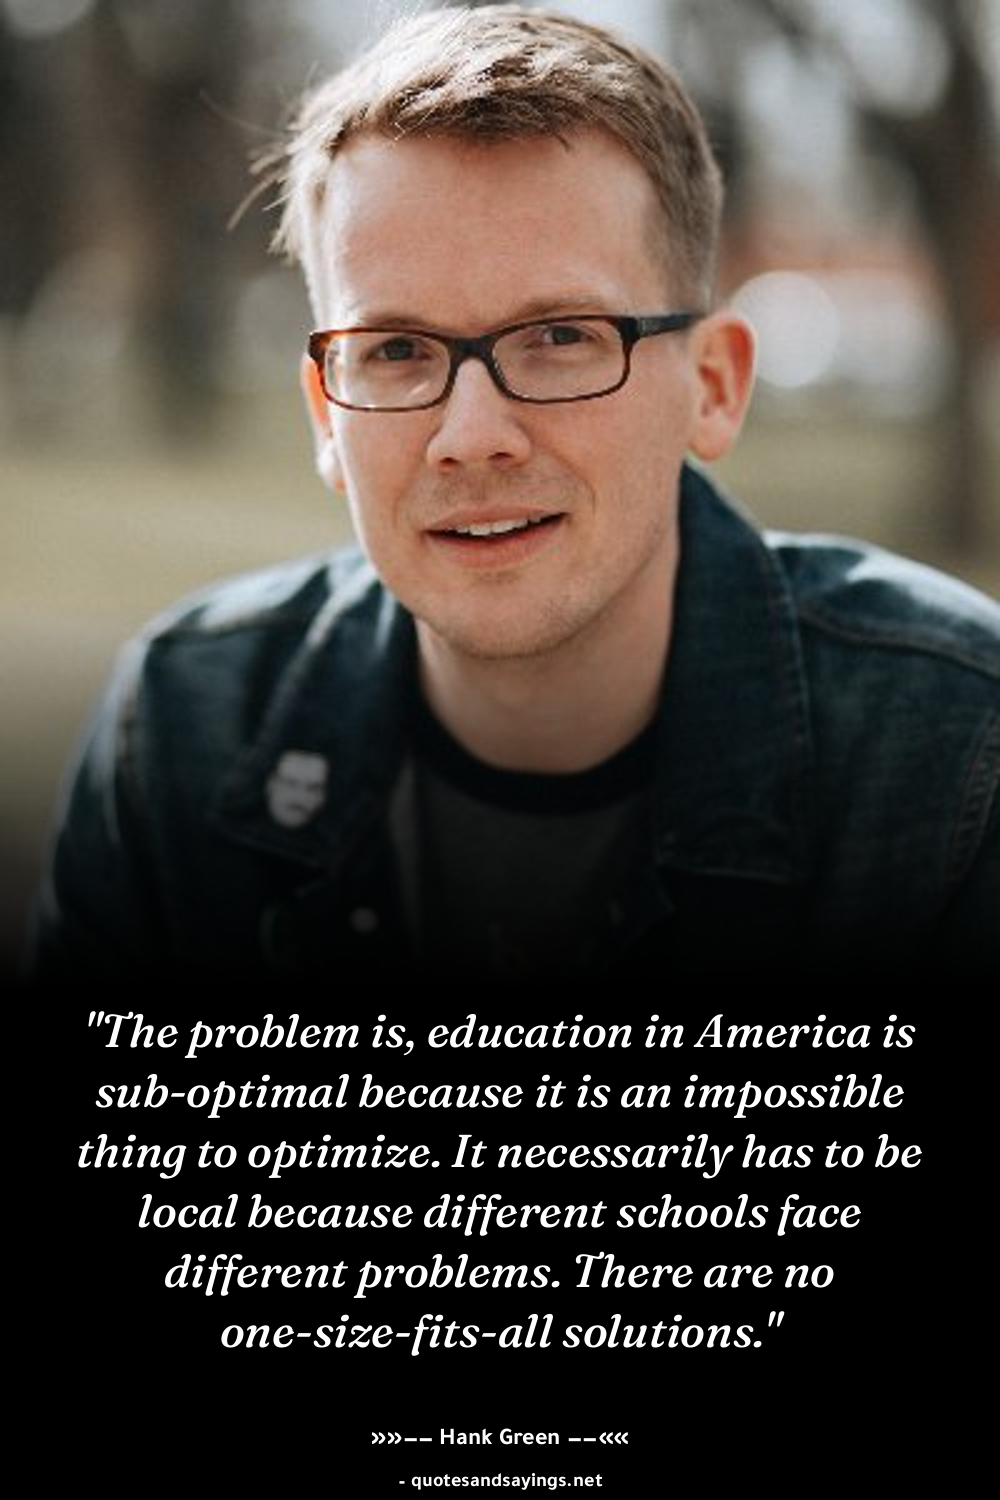 "The problem is, education in America is
sub-optimal because it is an impossible
thing to optimize. It necessarily has to be
local because different schools face
different problems. There are no
one-size-fits-all solutions."
»»−− Hank Green −−««
- quotesandsayings.net